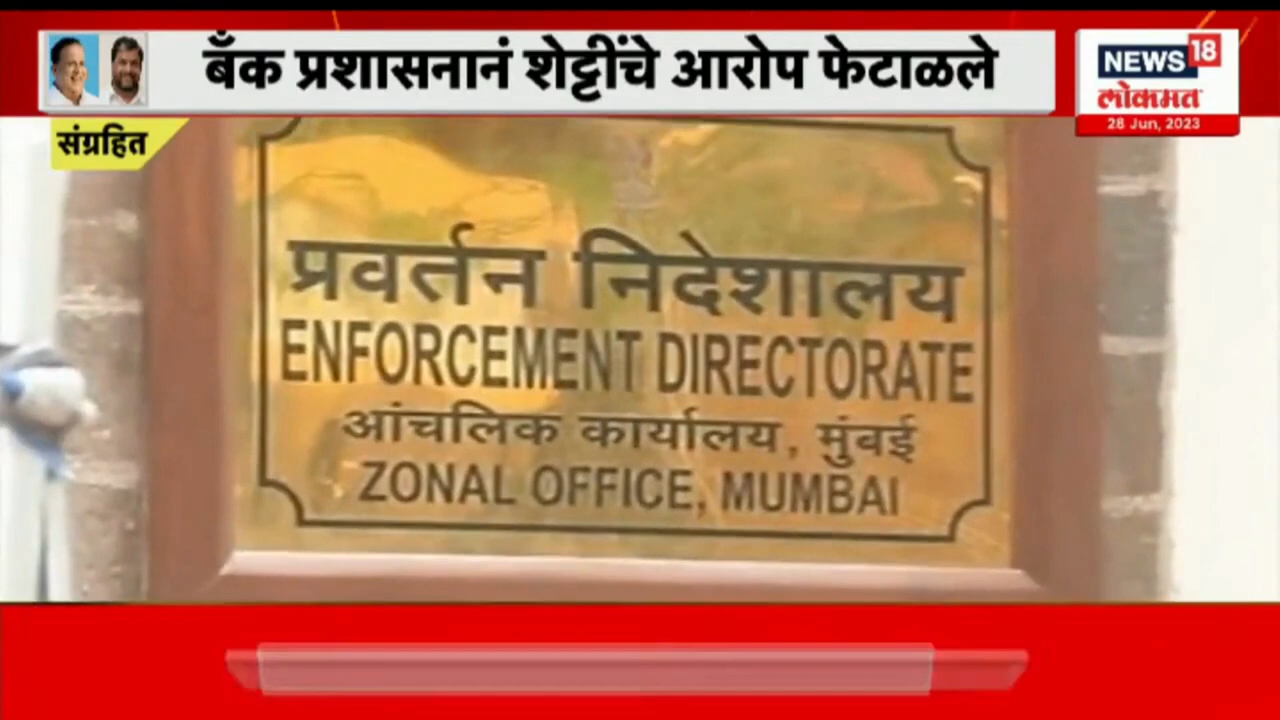 बँक प्रशासनानं शेट्टींचे आरोप फेटाळले
NEWS 18
लोकमत
28 Jun, 2023
संग्रहित
प्रवर्तन निदेशालय
ENFORCEMENT DIRECTORATE
आंचलिक कार्यालय, मुंबई
ZONAL OFFICE, MUMBAI